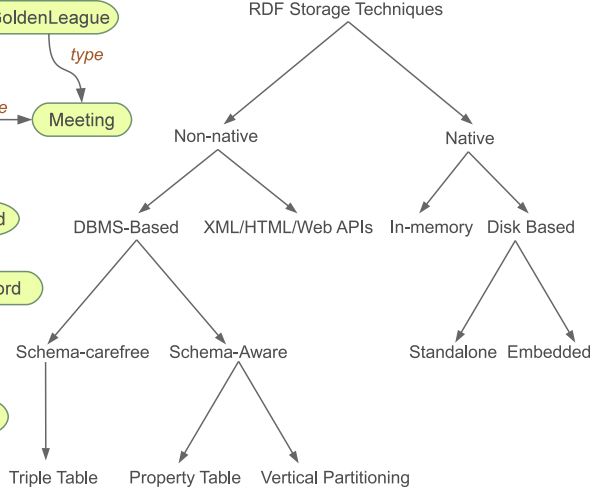 GoldenLeague
type
Meeting
RDF Storage Techniques
Non-native
Native
DBMS-Based
XML/HTML/Web APIs
In-memory
Disk Based
Schema-carefree
Schema-Aware
Standalone
Embedded
Triple Table
Property Table
Vertical Partitioning